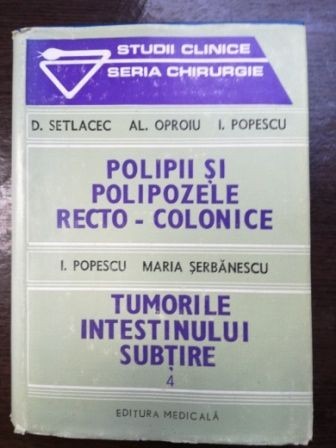 STUDII CLINICE
SERIA CHIRURGIE
D. SETLACEC AL. OPROIU I. POPESCU
POLIPII ȘI
POLIPOZELE
RECTO - COLONICE
I. POPESCU MARIA ȘERBĂNESCU
TUMORILE
INTESTINULUI
SUBȚIRE
4
EDITURA MEDICALĂ